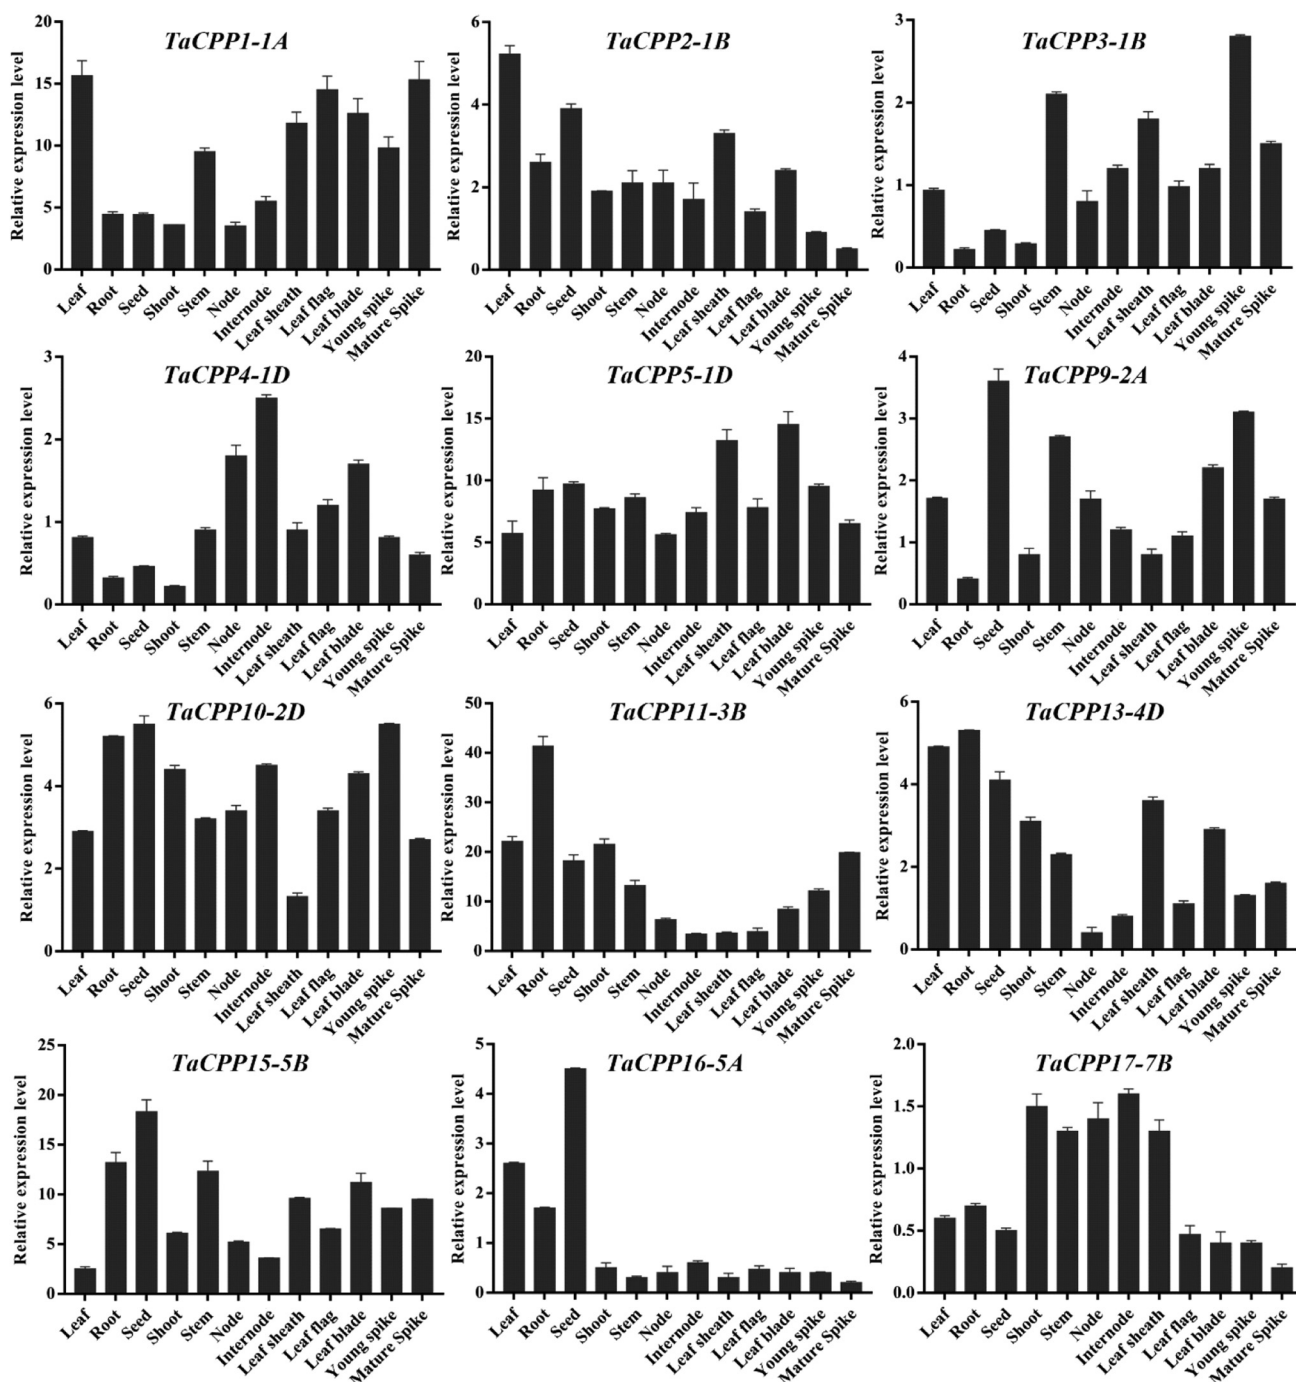 TaCPP1-1A
Relative expression level
20
15
10
5
0
Leaf
Root
Seed
Shoot
Stem
Node
Internode
Leaf sheath
Leaf flag
Leaf blade
Young spike
Mature Spike
TaCPP2-1B
Relative expression level
6
4
2
0
Leaf
Root
Seed
Shoot
Stem
Node
Internode
Leaf sheath
Leaf flag
Leaf blade
Young spike
Mature Spike
TaCPP3-1B
Relative expression level
3
2
1
0
Leaf
Root
Seed
Shoot
Stem
Node
Internode
Leaf sheath
Leaf flag
Leaf blade
Young spike
Mature Spike
TaCPP4-1D
Relative expression level
3
2
1
0
Leaf
Root
Seed
Shoot
Stem
Node
Internode
Leaf sheath
Leaf flag
Leaf blade
Young spike
Mature Spike
TaCPP5-1D
Relative expression level
20
15
10
5
0
Leaf
Root
Seed
Shoot
Stem
Node
Internode
Leaf sheath
Leaf flag
Leaf blade
Young spike
Mature Spike
TaCPP9-2A
Relative expression level
4
3
2
1
0
Leaf
Root
Seed
Shoot
Stem
Node
Internode
Leaf sheath
Leaf flag
Leaf blade
Young spike
Mature Spike
TaCPP10-2D
Relative expression level
6
4
2
0
Leaf
Root
Seed
Shoot
Stem
Node
Internode
Leaf sheath
Leaf flag
Leaf blade
Young spike
Mature Spike
TaCPP11-3B
Relative expression level
50
40
30
20
10
0
Leaf
Root
Seed
Shoot
Stem
Node
Internode
Leaf sheath
Leaf flag
Leaf blade
Young spike
Mature Spike
TaCPP13-4D
Relative expression level
6
4
2
0
Leaf
Root
Seed
Shoot
Stem
Node
Internode
Leaf sheath
Leaf flag
Leaf blade
Young spike
Mature Spike
TaCPP15-5B
Relative expression level
25
20
15
10
5
0
Leaf
Root
Seed
Shoot
Stem
Node
Internode
Leaf sheath
Leaf flag
Leaf blade
Young spike
Mature Spike
TaCPP16-5A
Relative expression level
5
4
3
2
1
0
Leaf
Root
Seed
Shoot
Stem
Node
Internode
Leaf sheath
Leaf flag
Leaf blade
Young spike
Mature Spike
TaCPP17-7B
Relative expression level
2.0
1.5
1.0
0.5
0.0
Leaf
Root
Seed
Shoot
Stem
Node
Internode
Leaf sheath
Leaf flag
Leaf blade
Young spike
Mature Spike